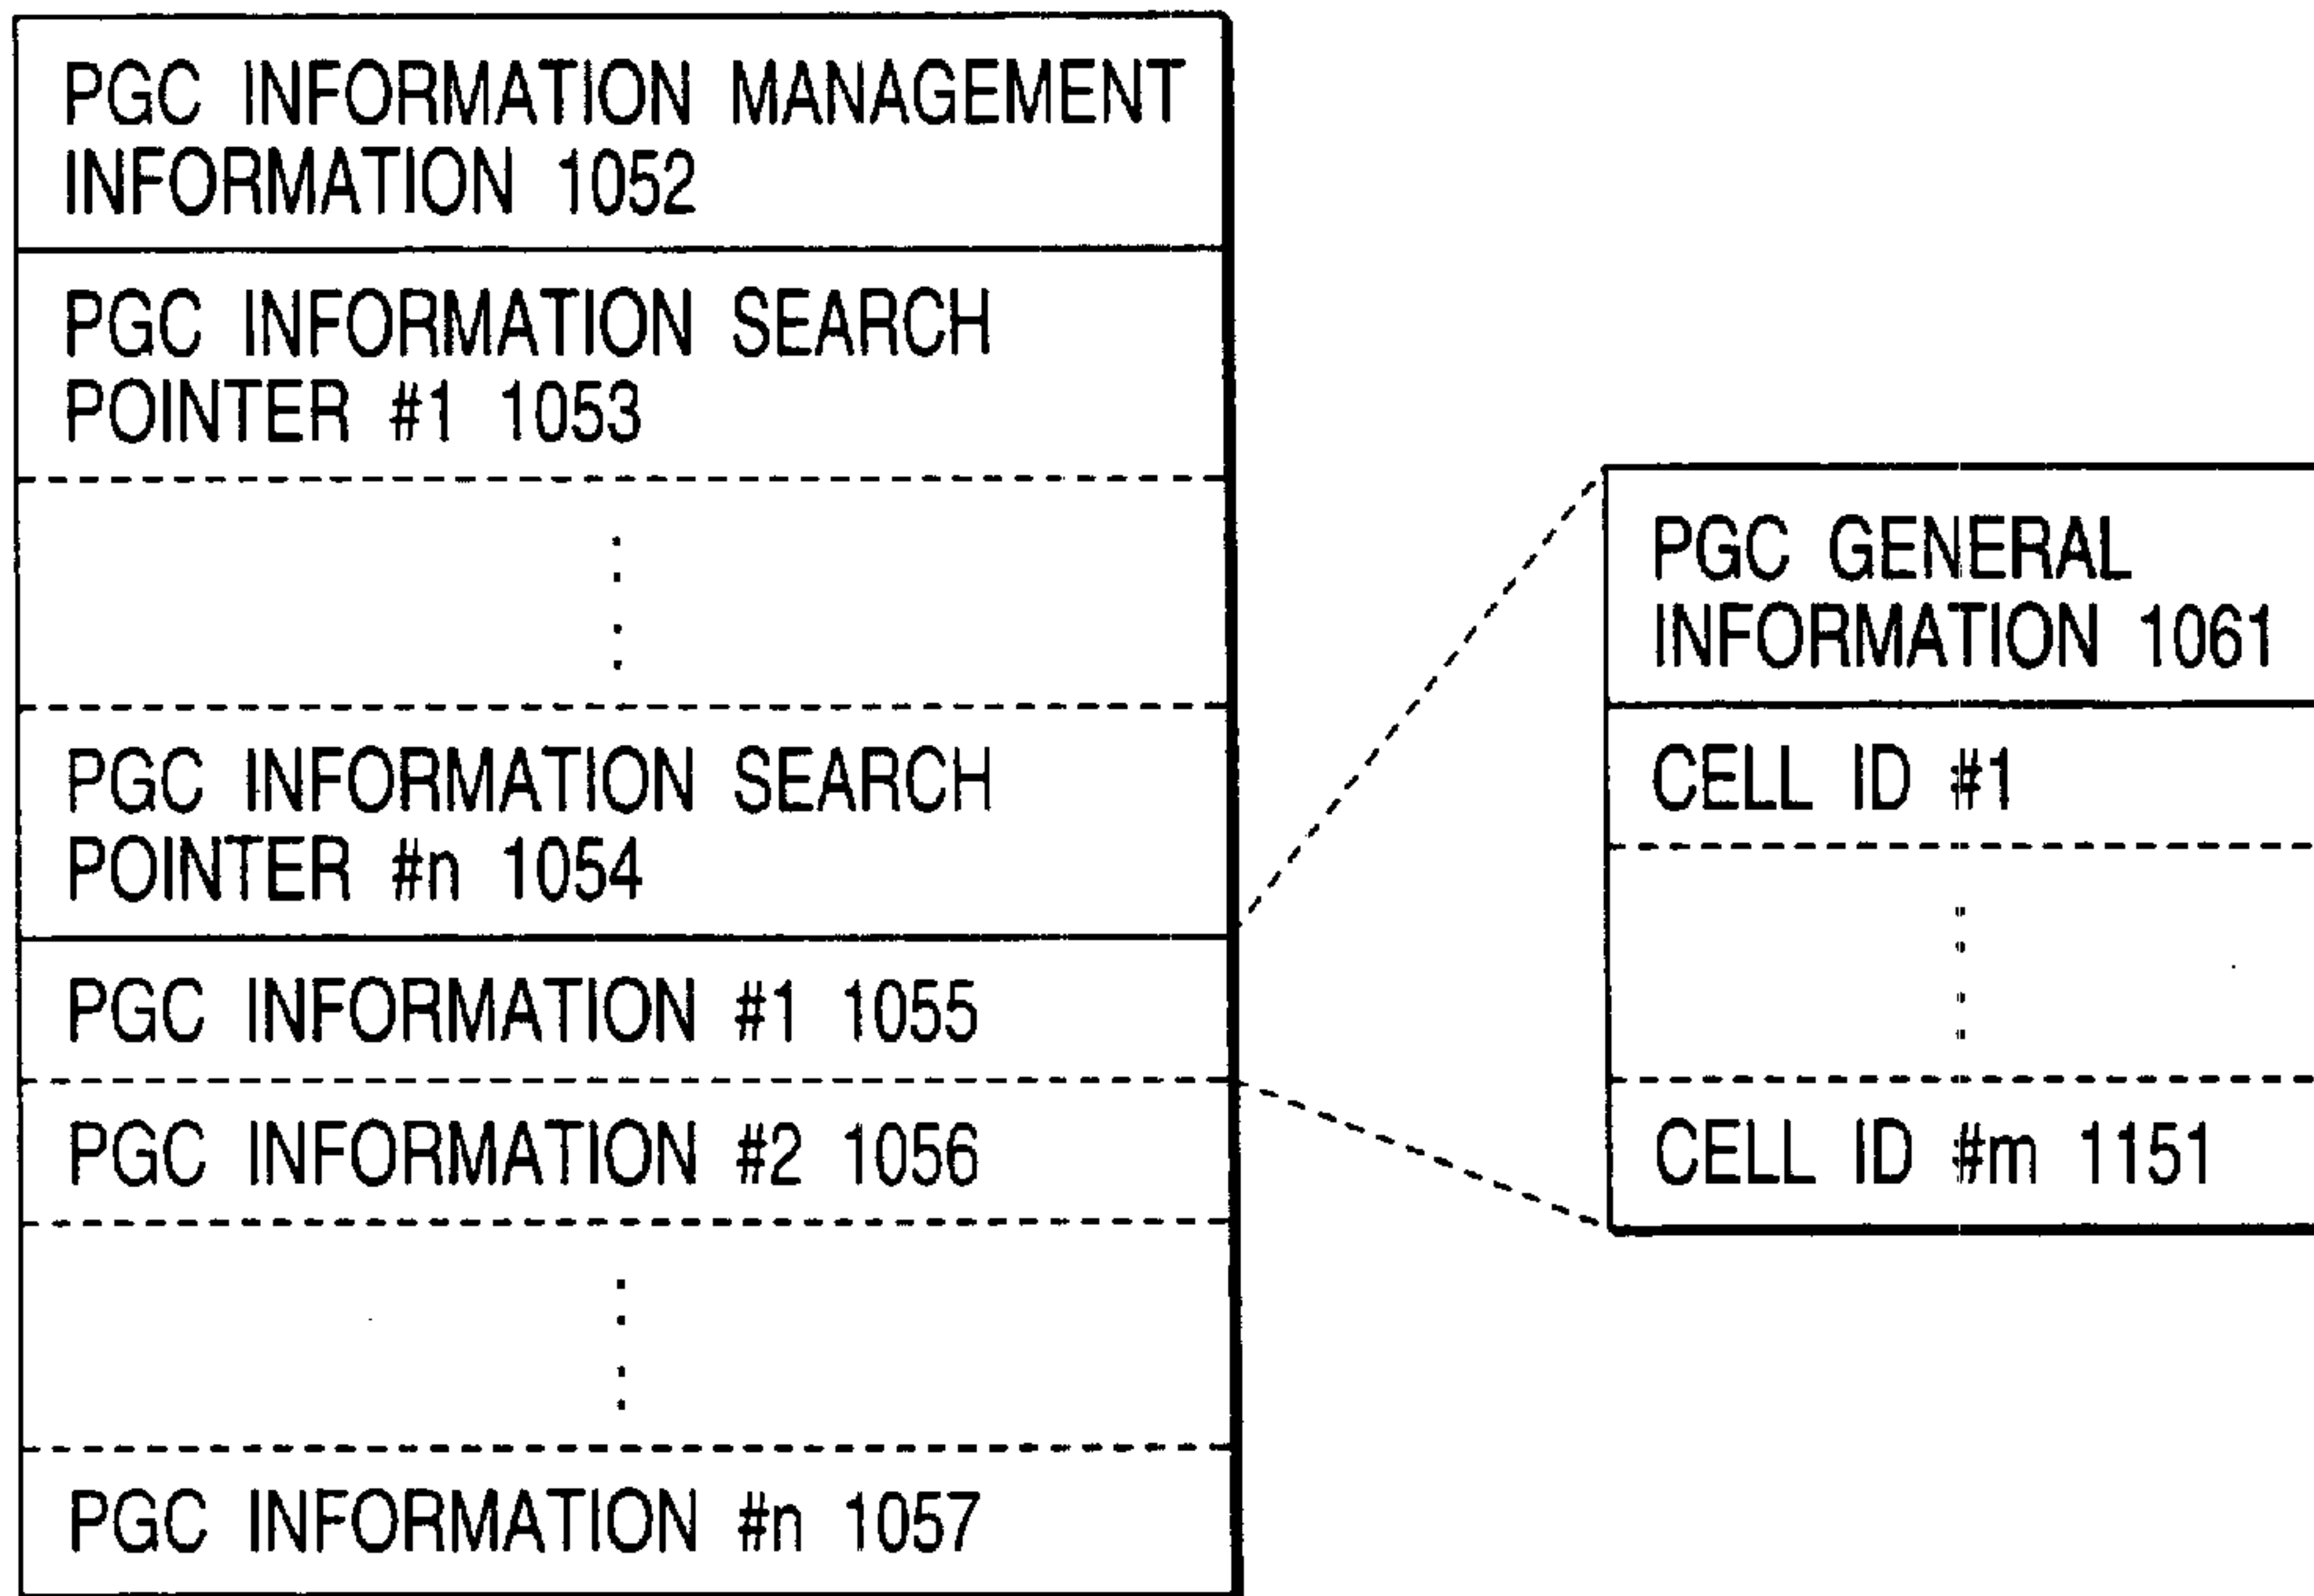 PGC INFORMATION MANAGEMENT
INFORMATION 1052
PGC INFORMATION SEARCH
POINTER #1 1053
PGC INFORMATION SEARCH
POINTER #n 1054
PGC INFORMATION #1 1055
PGC INFORMATION #2 1056
PGC INFORMATION #n 1057
PGC GENERAL
INFORMATION 1061
CELL ID #1
CELL ID #m 1151